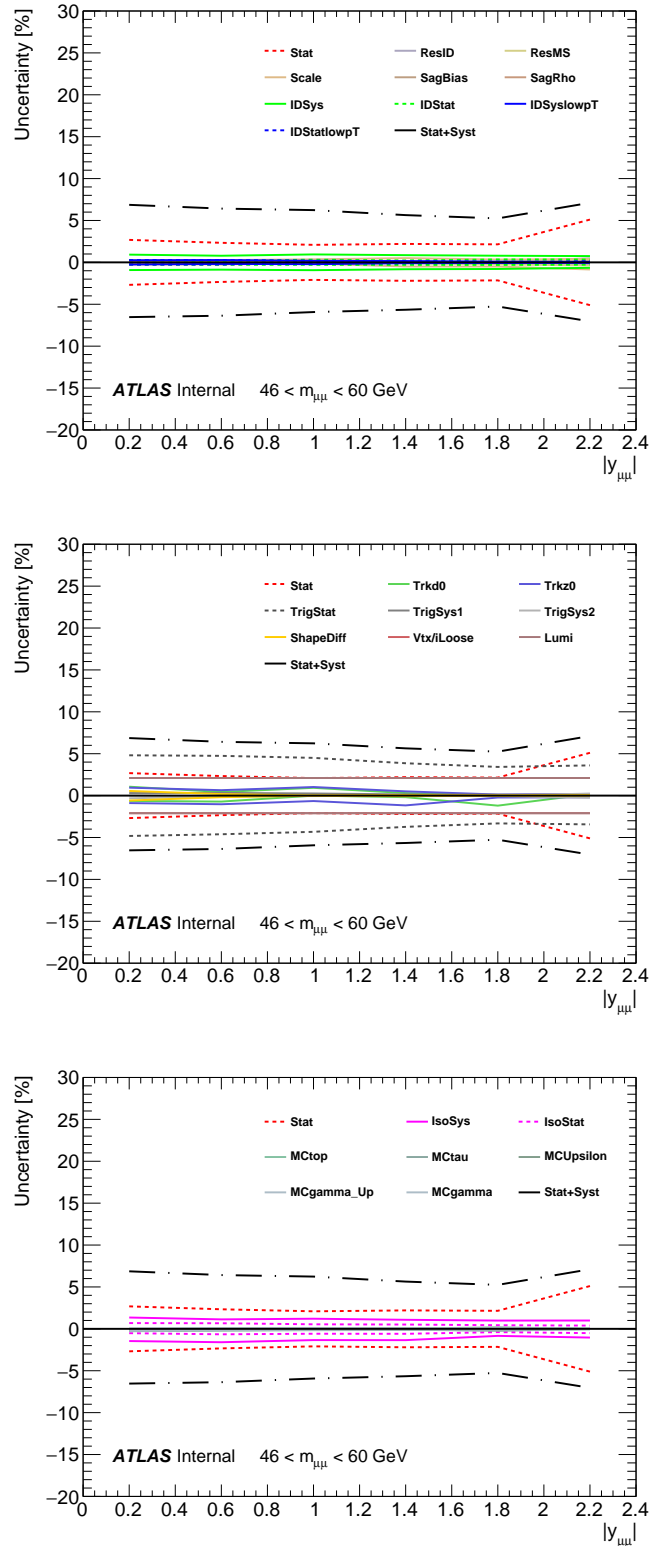 Uncertainty [%]
30
25
20
15
10
5
0
−5
−10
−15
−20
Stat ResID ResMS
Scale SagBias SagRho
IDSys IDStat IDSyslowpT
IDStatlowpT Stat+Syst
ATLAS Internal 46 < mμμ < 60 GeV
0 0.2 0.4 0.6 0.8 1 1.2 1.4 1.6 1.8 2 2.2 2.4
|yμμ|
Uncertainty [%]
30
25
20
15
10
5
0
−5
−10
−15
−20
Stat Trkd0 Trkz0
TrigStat TrigSys1 TrigSys2
ShapeDiff Vtx/iLoose Lumi
Stat+Syst
ATLAS Internal 46 < mμμ < 60 GeV
0 0.2 0.4 0.6 0.8 1 1.2 1.4 1.6 1.8 2 2.2 2.4
|yμμ|
Uncertainty [%]
30
25
20
15
10
5
0
−5
−10
−15
−20
Stat IsoSys IsoStat
MCtop MCtau MCUpsilon
MCgamma_Up MCgamma Stat+Syst
ATLAS Internal 46 < mμμ < 60 GeV
0 0.2 0.4 0.6 0.8 1 1.2 1.4 1.6 1.8 2 2.2 2.4
|yμμ|